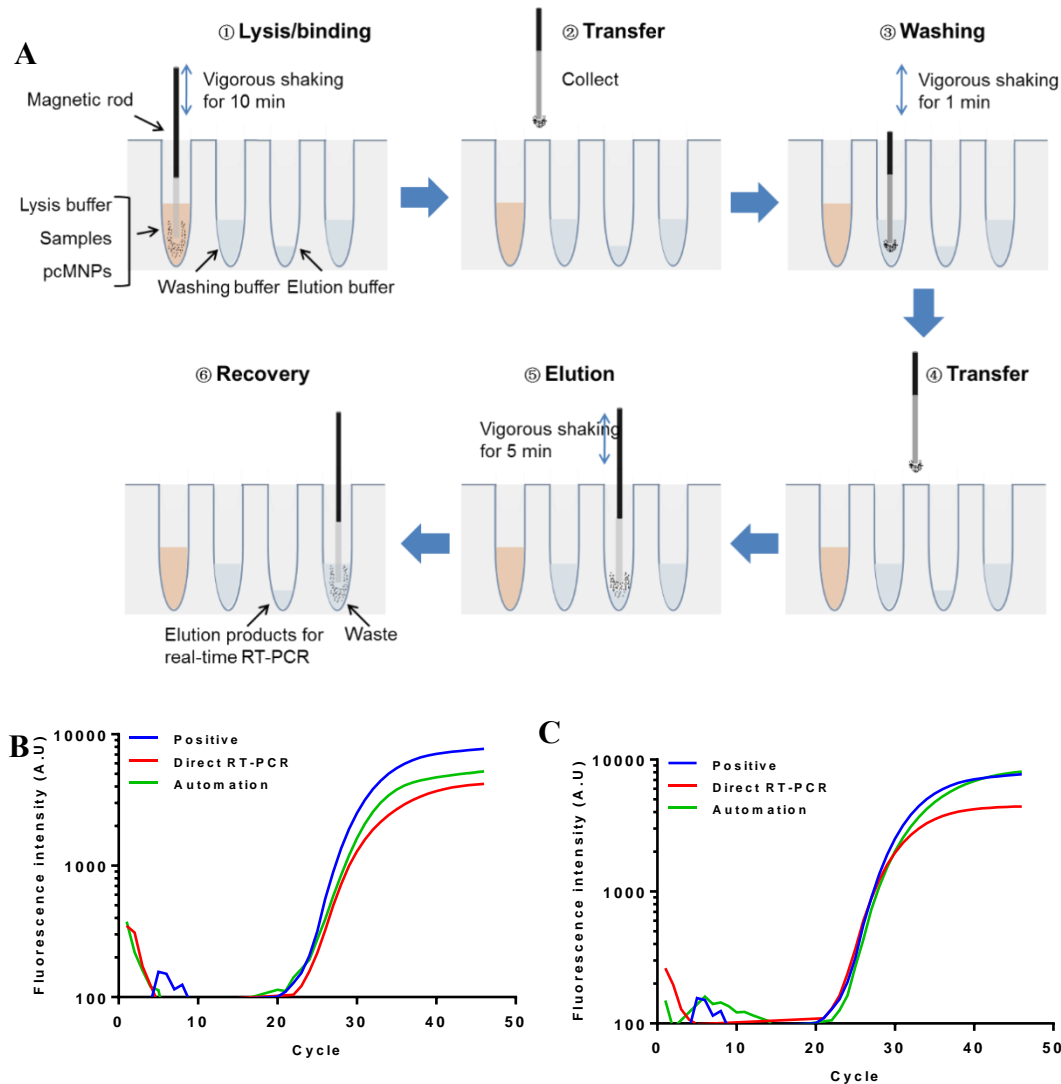 A
① Lysis/binding
Vigorous shaking
for 10 min
Magnetic rod
Lysis buffer
Samples
pcMNPs
Washing buffer
Elution buffer
② Transfer
Collect
③ Washing
Vigorous shaking
for 1 min
④ Transfer
⑤ Elution
Vigorous shaking
for 5 min
⑥ Recovery
Elution products for
real-time RT-PCR
Waste
B
Positive
Direct RT-PCR
Automation
Fluorescence intensity (A.U)
10000
1000
100
0 10 20 30 40 50
Cycle
C
Positive
Direct RT-PCR
Automation
Fluorescence intensity (A.U)
10000
1000
100
0 10 20 30 40 50
Cycle